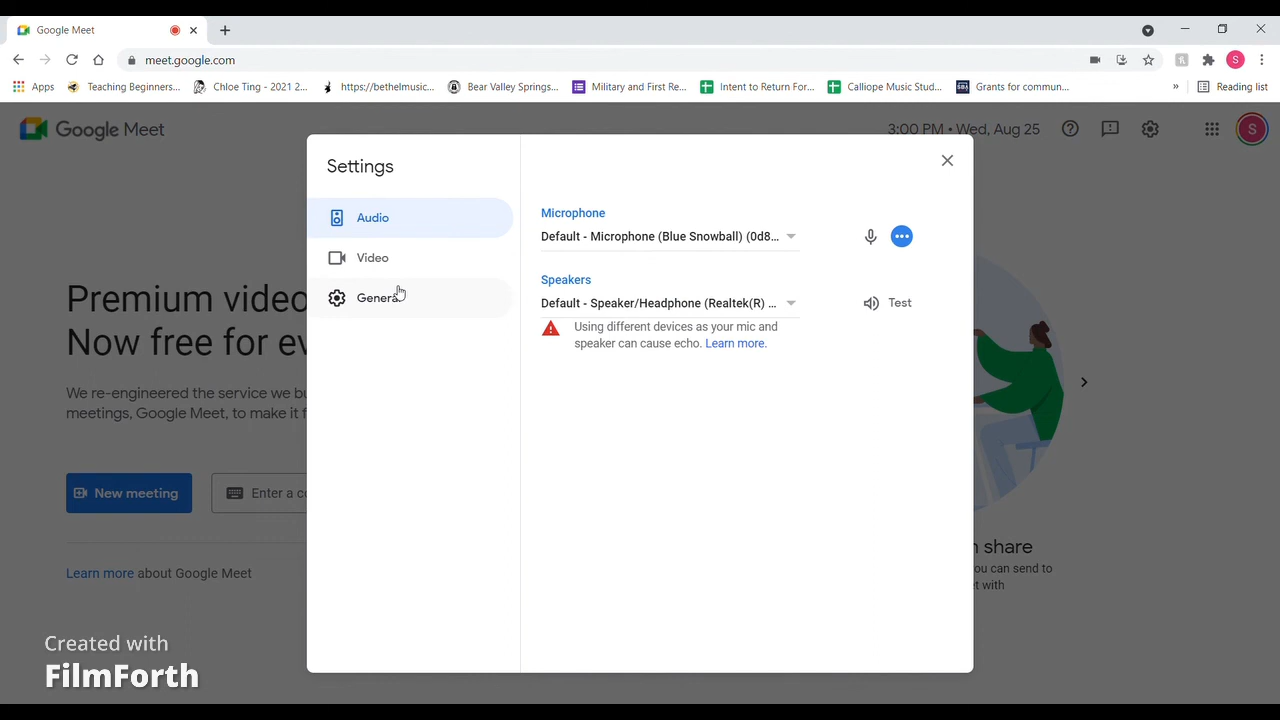 Google Meet
meet.google.com
Apps
Teaching Beginners...
Chloe Ting - 2021 2...
https://bethelmusic...
Bear Valley Springs...
Military and First Re...
Intent to Return For...
Calliope Music Stud...
Grants for commun...
»
Reading list
Google Meet
3:00 PM • Wed, Aug 25
S
S
Settings
Audio
Video
General
Microphone
Default - Microphone (Blue Snowball) (0d8...
Speakers
Default - Speaker/Headphone (Realtek(R) ...
Test
Using different devices as your mic and
speaker can cause echo. Learn more.
Premium video
Now free for ev
We re-engineered the service we bu
meetings, Google Meet, to make it f
New meeting
Enter a co
Learn more about Google Meet
n share
ou can send to
t with
Created with
FilmForth